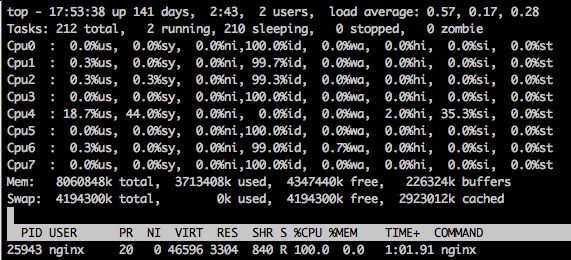 top - 17:53:38 up 141 days,  2:43,  2 users,  load average: 0.57, 0.17, 0.28
Tasks: 212 total,   2 running, 210 sleeping,   0 stopped,   0 zombie
Cpu0  :  0.0%us,  0.0%sy,  0.0%ni,100.0%id,  0.0%wa,  0.0%hi,  0.0%si,  0.0%st
Cpu1  :  0.3%us,  0.0%sy,  0.0%ni, 99.7%id,  0.0%wa,  0.0%hi,  0.0%si,  0.0%st
Cpu2  :  0.3%us,  0.3%sy,  0.0%ni, 99.3%id,  0.0%wa,  0.0%hi,  0.0%si,  0.0%st
Cpu3  :  0.0%us,  0.0%sy,  0.0%ni,100.0%id,  0.0%wa,  0.0%hi,  0.0%si,  0.0%st
Cpu4  : 18.7%us, 44.0%sy,  0.0%ni,  0.0%id,  0.0%wa,  2.0%hi, 35.3%si,  0.0%st
Cpu5  :  0.0%us,  0.0%sy,  0.0%ni,100.0%id,  0.0%wa,  0.0%hi,  0.0%si,  0.0%st
Cpu6  :  0.3%us,  0.0%sy,  0.0%ni, 99.0%id,  0.7%wa,  0.0%hi,  0.0%si,  0.0%st
Cpu7  :  0.0%us,  0.0%sy,  0.0%ni,100.0%id,  0.0%wa,  0.0%hi,  0.0%si,  0.0%st
Mem:   8060848k total,  3713408k used,  4347440k free,   226324k buffers
Swap:  4194300k total,        0k used,  4194300k free,  2923012k cached
PID USER      PR  NI  VIRT  RES  SHR S %CPU %MEM    TIME+  COMMAND
25943 nginx     20   0 46596 3304  840 R 100.0  0.0   1:01.91 nginx